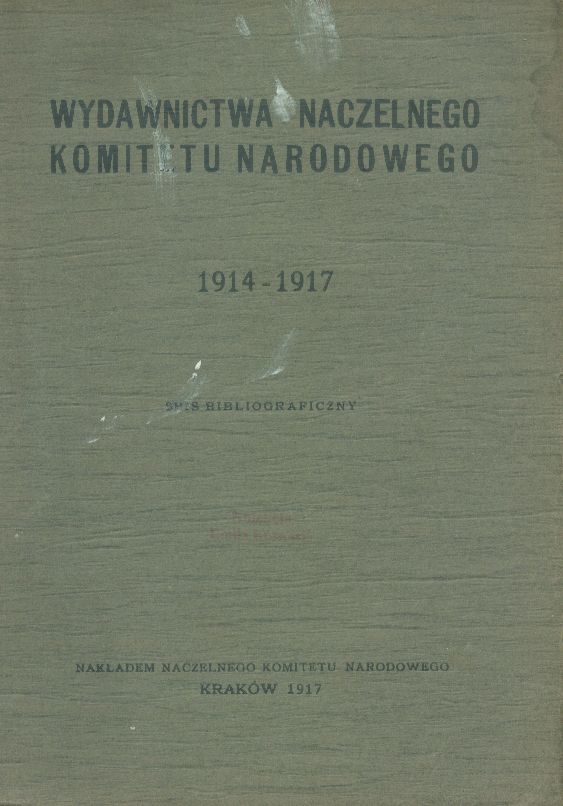 WYDAWNICTWA NACZELNEGO
KOMITETU NARODOWEGO
1914-1917
SPIS BIBLIOGRAFICZNY
NAKŁADEM NACZELNEGO KOMITETU NARODOWEGO
KRAKÓW 1917